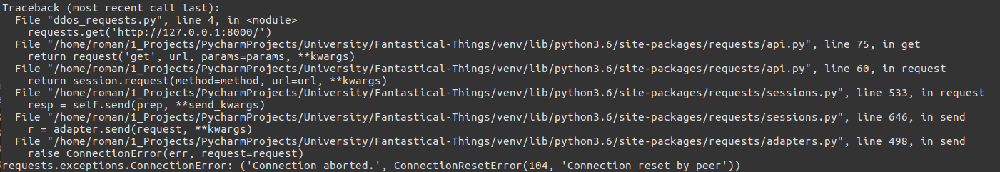 Traceback (most recent call last):
  File "ddos_requests.py", line 4, in <module>
    requests.get('http://127.0.0.1:8000/')
  File "/home/roman/1_Projects/PycharmProjects/University/Fantastical-Things/venv/lib/python3.6/site-packages/requests/api.py", line 75, in get
    return request('get', url, params=params, **kwargs)
  File "/home/roman/1_Projects/PycharmProjects/University/Fantastical-Things/venv/lib/python3.6/site-packages/requests/api.py", line 60, in request
    return session.request(method=method, url=url, **kwargs)
  File "/home/roman/1_Projects/PycharmProjects/University/Fantastical-Things/venv/lib/python3.6/site-packages/requests/sessions.py", line 533, in request
    resp = self.send(prep, **send_kwargs)
  File "/home/roman/1_Projects/PycharmProjects/University/Fantastical-Things/venv/lib/python3.6/site-packages/requests/sessions.py", line 646, in send
    r = adapter.send(request, **kwargs)
  File "/home/roman/1_Projects/PycharmProjects/University/Fantastical-Things/venv/lib/python3.6/site-packages/requests/adapters.py", line 498, in send
    raise ConnectionError(err, request=request)
requests.exceptions.ConnectionError: ('Connection aborted.', ConnectionResetError(104, 'Connection reset by peer'))